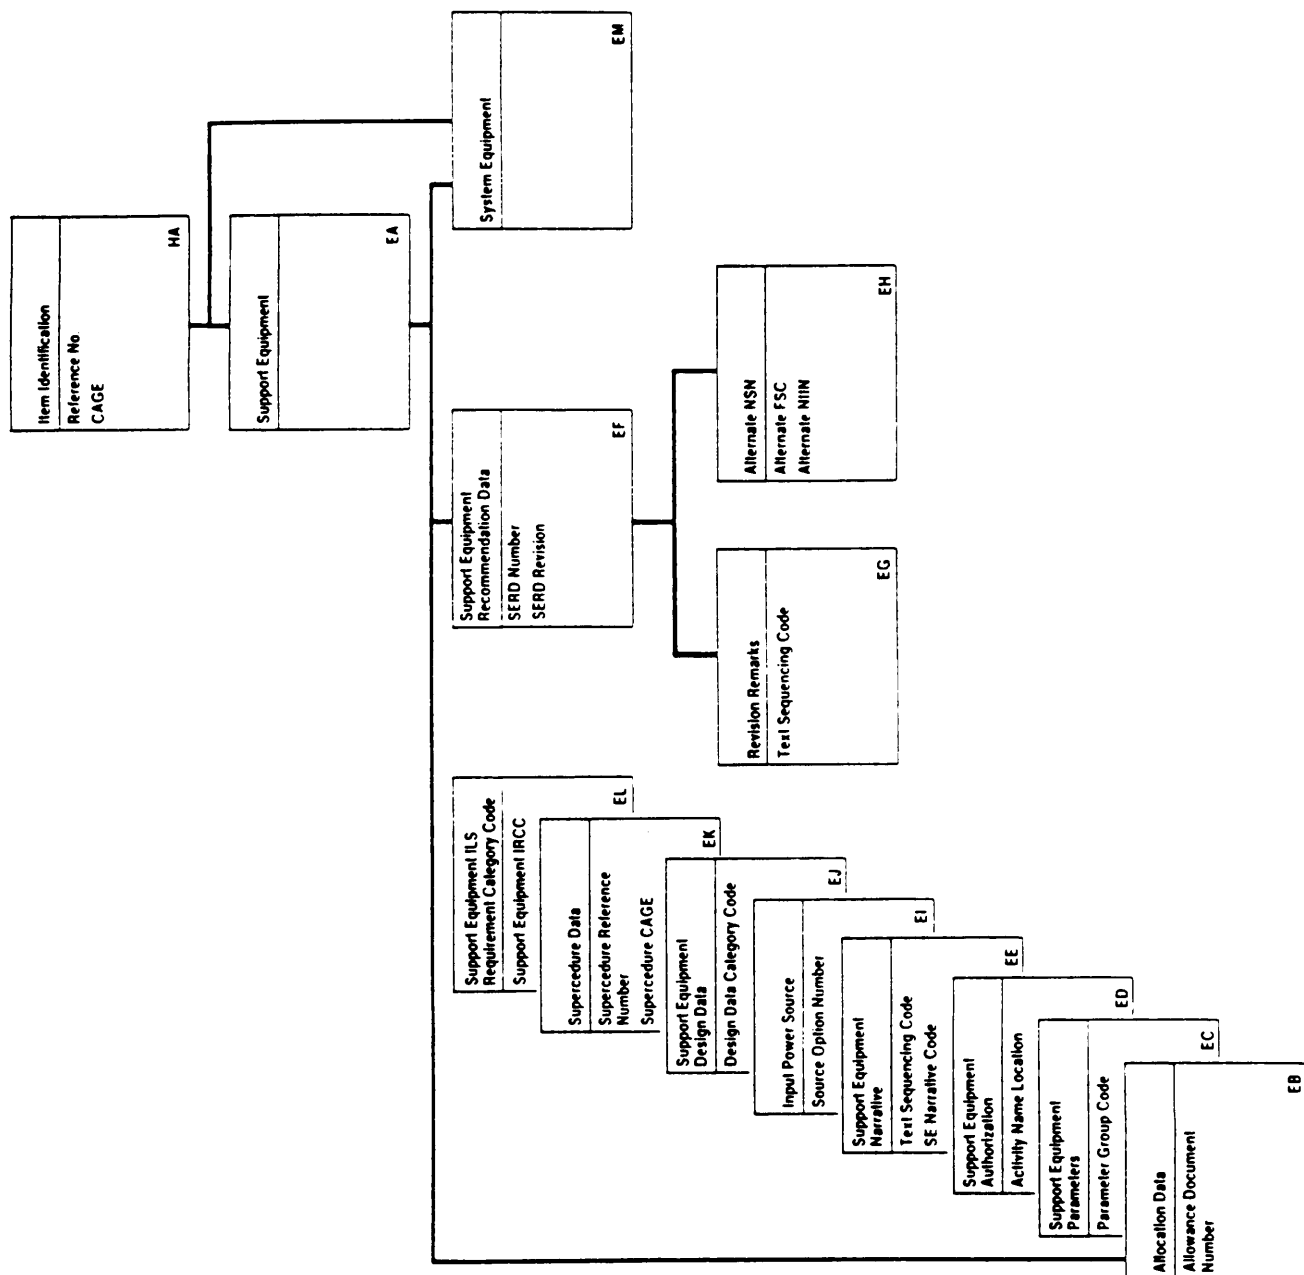 Item Identification
Reference No.
CAGE
HA
Support Equipment
EA
System Equipment
EM
Support Equipment
Recommendation Data
SERD Number
SERD Revision
EF
Alternate NSN
Alternate FSC
Alternate NIIN
EH
Revision Remarks
Text Sequencing Code
EG
Support Equipment ILS
Requirement Category Code
Support Equipment IRCC
EL
Supercedure Data
Supercedure Reference
Number
Supercedure CAGE
EK
Support Equipment
Design Data
Design Data Category Code
EJ
Input Power Source
Source Option Number
EI
Support Equipment
Narrative
Text Sequencing Code
SE Narrative Code
EE
Support Equipment
Authorization
Activity Name Location
ED
Support Equipment
Parameters
Parameter Group Code
EC
Allocation Data
Allowance Document
Number
EB